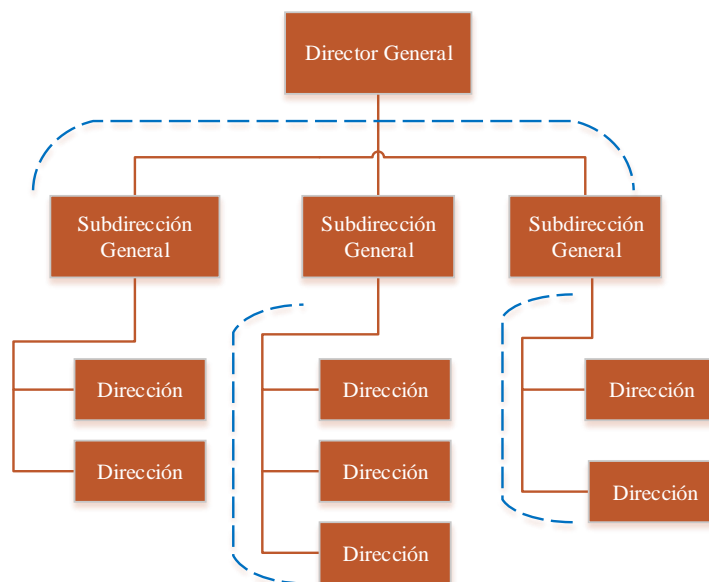 Director General
Subdirección
General
Subdirección
General
Subdirección
General
Dirección
Dirección
Dirección
Dirección
Dirección
Dirección
Dirección